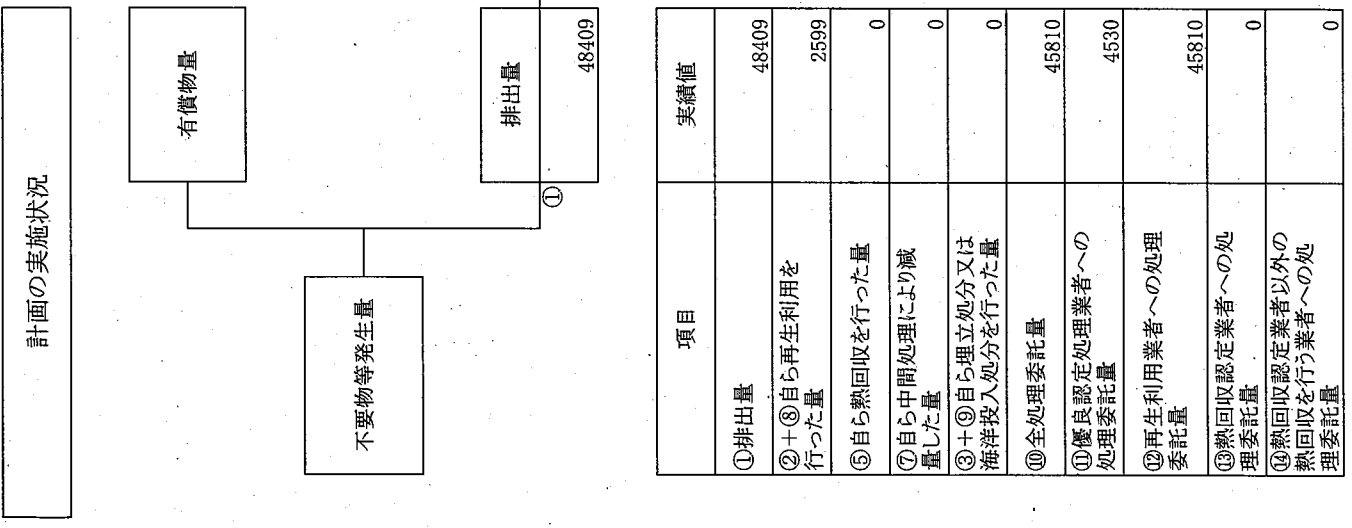 計画の実施状況
有償物量
不要物等発生量
排出量
①
48409
項目
実績値
①排出量
48409
②+⑧自ら再生利用を
行った量
2599
⑤自ら熱回収を行った量
0
⑦自ら中間処理により減
量した量
0
③+⑨自ら埋立処分又は
海洋投入処分を行った量
0
⑩全処理委託量
45810
⑪優良認定処理業者への
処理委託量
4530
⑫再生利用業者への処理
委託量
45810
⑬熱回収認定業者への処
理委託量
0
⑭熱回収認定業者以外の
熱回収を行う業者への処
理委託量
0